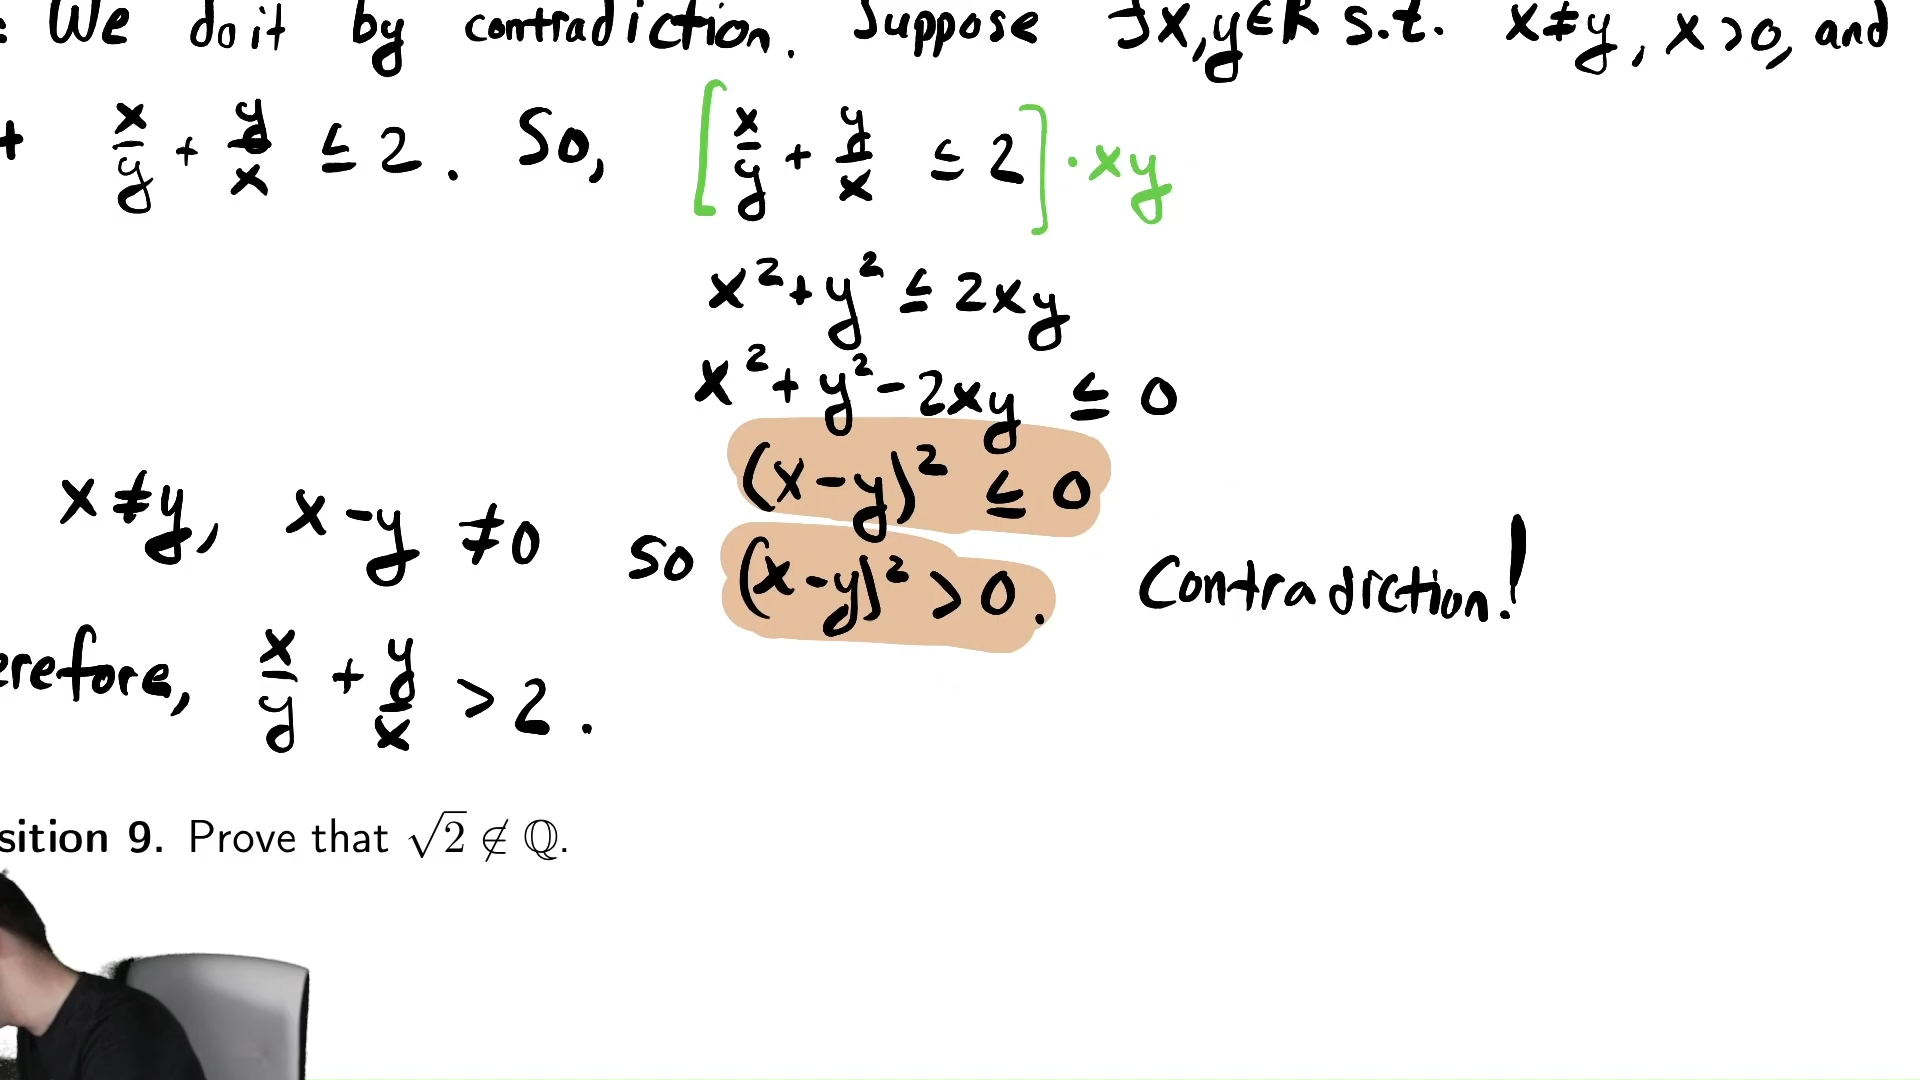 : We do it by contradiction. Suppose ∃x,y∈ℝ s.t. x≠y, x>0, and
x/y + y/x ≤ 2. So, [x/y + y/x ≤ 2]·xy
x²+y² ≤ 2xy
x²+y²-2xy ≤ 0
(x-y)² ≤ 0
x≠y, x-y ≠0 so (x-y)²>0. Contradiction!
erefore, x/y + y/x > 2.
sition 9. Prove that √2 ∉ ℚ.